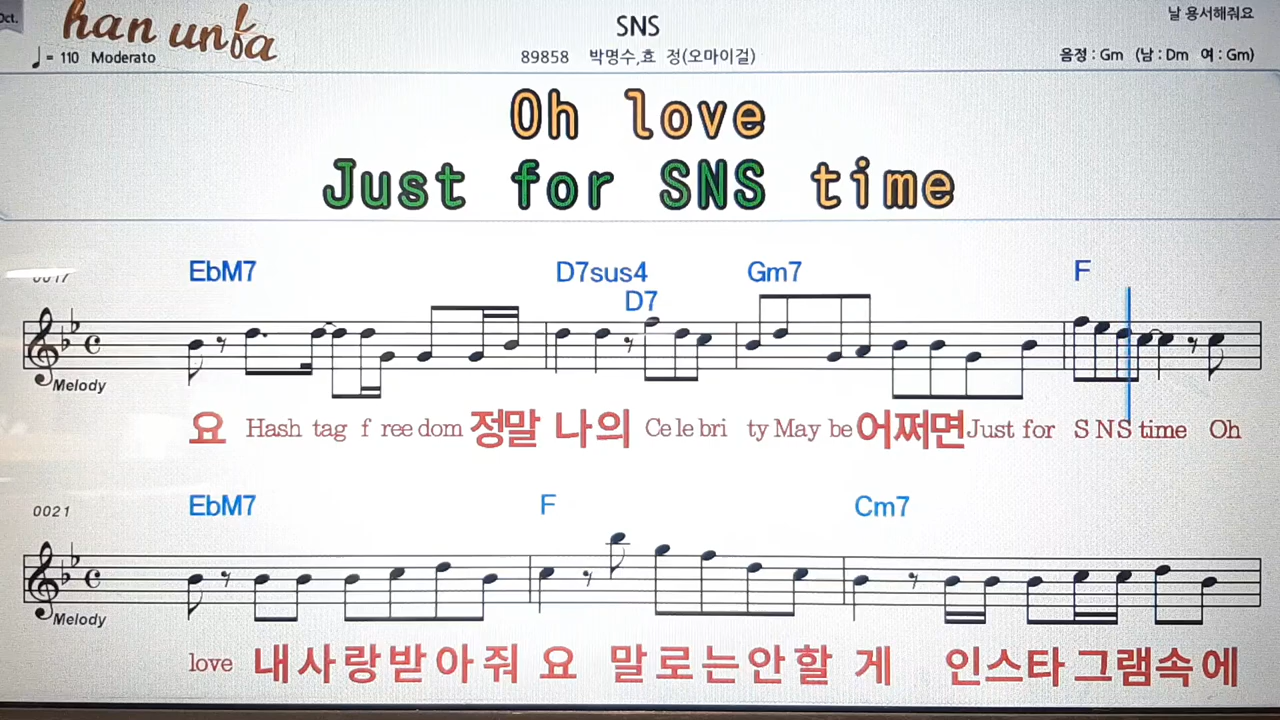 Oct.
han unfa
SNS
날 용서해줘요
♩= 110 Moderato
89858 박명수,효 정(오마이걸)
음정 : Gm (남 : Dm 여 : Gm)
Oh love
Just for SNS time
EbM7 D7sus4 Gm7 F
D7
0017
Melody
요 Hash tag f ree dom 정말 나의 Ce le bri ty May be 어쩌면 Just for S N S time Oh
EbM7 F Cm7
0021
Melody
love 내 사 랑 받 아 줘 요 말 로 는 안 할 게 인 스 타 그 램 속 에